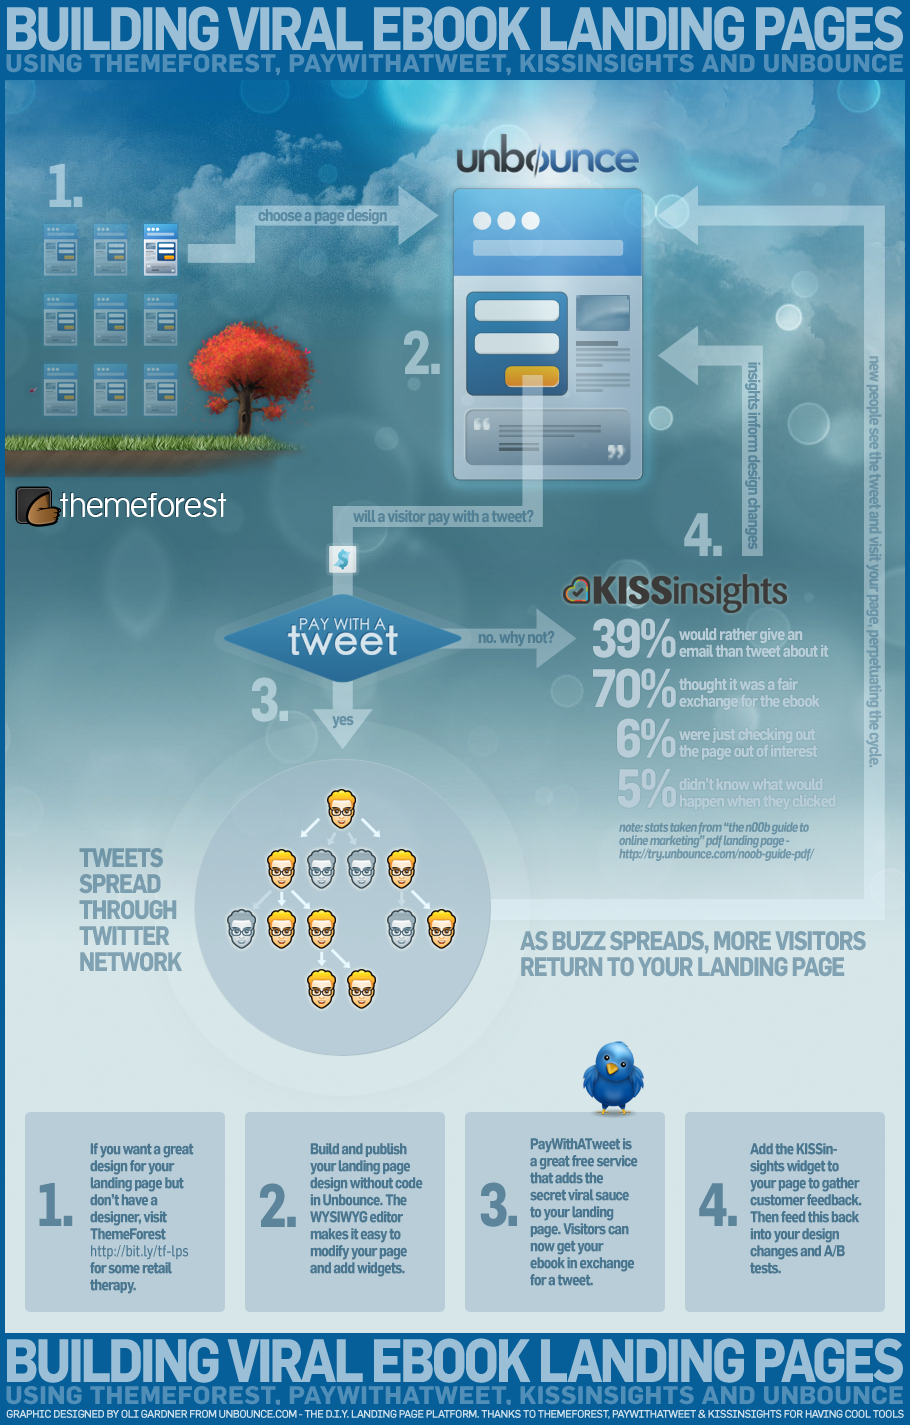 BUILDING VIRAL EBOOK LANDING PAGES
USING THEMEFOREST, PAYWITHATWEET, KISSINSIGHTS AND UNBOUNCE
unbounce
1.
choose a page design
2.
themeforest
will a visitor pay with a tweet?
$
PAY WITH A
tweet
no. why not?
3.
yes
insights inform design changes
new people see the tweet and visit your page, perpetuating the cycle.
4.
KISSinsights
39% would rather give an
email than tweet about it
70% thought it was a fair
exchange for the ebook
6% were just checking out
the page out of interest
5% didn't know what would
happen when they clicked
note: stats taken from "the n00b guide to
online marketing" pdf landing page -
http://try.unbounce.com/noob-guide-pdf/
TWEETS
SPREAD
THROUGH
TWITTER
NETWORK
AS BUZZ SPREADS, MORE VISITORS
RETURN TO YOUR LANDING PAGE
1.
If you want a great
design for your
landing page but
don't have a
designer, visit
ThemeForest
http://bit.ly/tf-lps
for some retail
therapy.
2.
Build and publish
your landing page
design without code
in Unbounce. The
WYSIWYG editor
makes it easy to
modify your page
and add widgets.
3.
PayWithATweet is
a great free service
that adds the
secret viral sauce
to your landing
page. Visitors can
now get your
ebook in exchange
for a tweet.
4.
Add the KISSin-
sights widget to
your page to gather
customer feedback.
Then feed this back
into your design
changes and A/B
tests.
BUILDING VIRAL EBOOK LANDING PAGES
USING THEMEFOREST, PAYWITHATWEET, KISSINSIGHTS AND UNBOUNCE
GRAPHIC DESIGNED BY OLI GARDNER FROM UNBOUNCE.COM - THE D.I.Y. LANDING PAGE PLATFORM. THANKS TO THEMEFOREST, PAYWITHATWEET & KISSINSIGHTS FOR HAVING COOL TOOLS